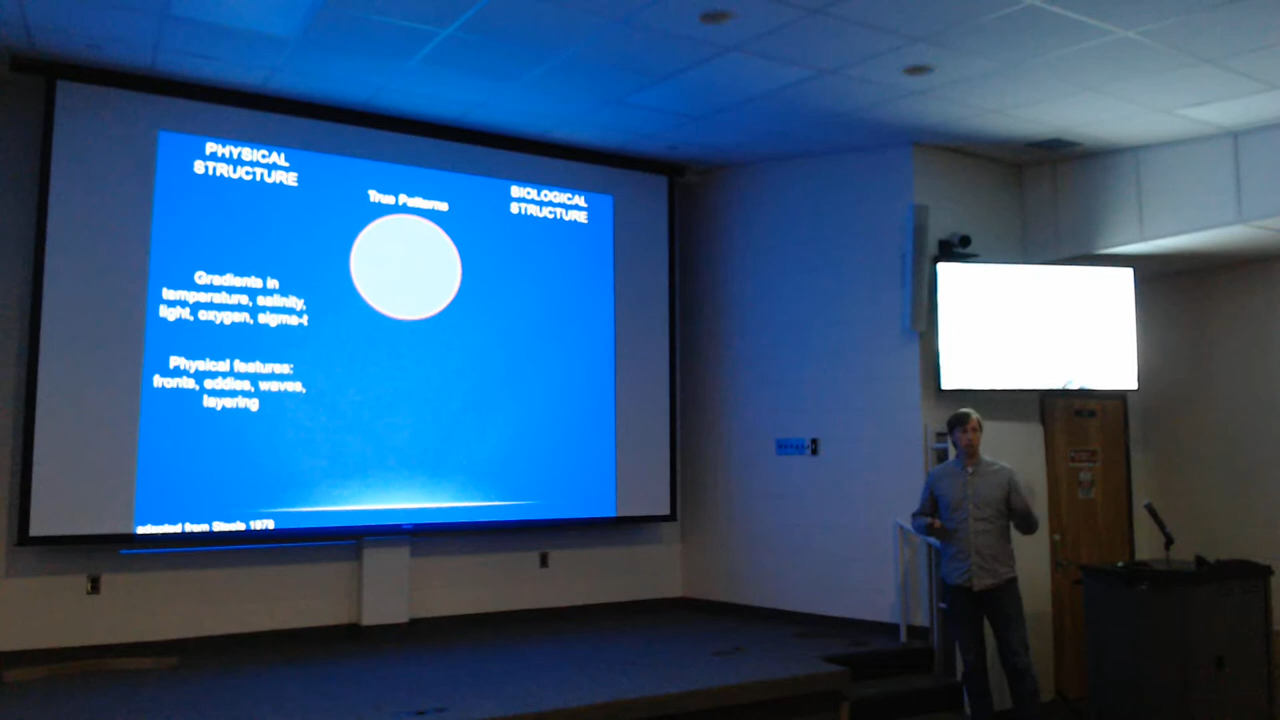 PHYSICAL
STRUCTURE
True Patterns
BIOLOGICAL
STRUCTURE
Gradients in
temperature, salinity,
light, oxygen, sigma-t
Physical features:
fronts, eddies, waves,
layering
adapted from Steele 1978